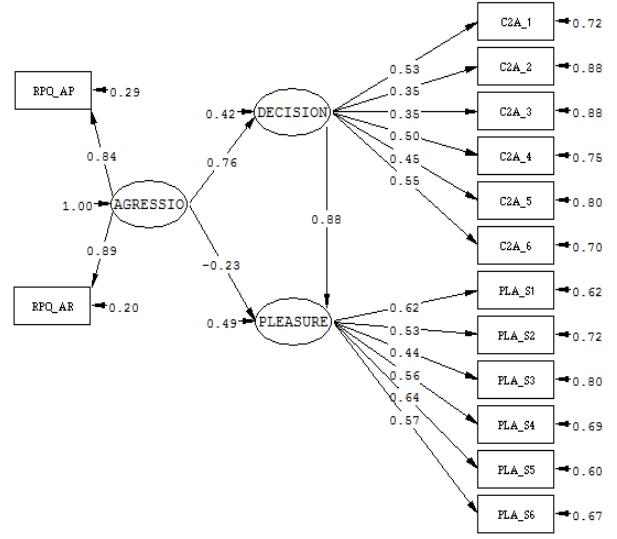 C2A_1 0.72
0.53
C2A_2 0.88
RPQ_AP 0.29
0.35
0.42 DECISION
0.35
C2A_3 0.88
0.50
C2A_4 0.75
0.84
0.76
0.45
0.55
C2A_5 0.80
1.00 AGRESSIO
0.88
C2A_6 0.70
0.89
-0.23
PLA_S1 0.62
RPQ_AR 0.20
0.62
0.49 PLEASURE
0.53
PLA_S2 0.72
0.44
0.56
PLA_S3 0.80
0.64
0.57
PLA_S4 0.69
PLA_S5 0.60
PLA_S6 0.67